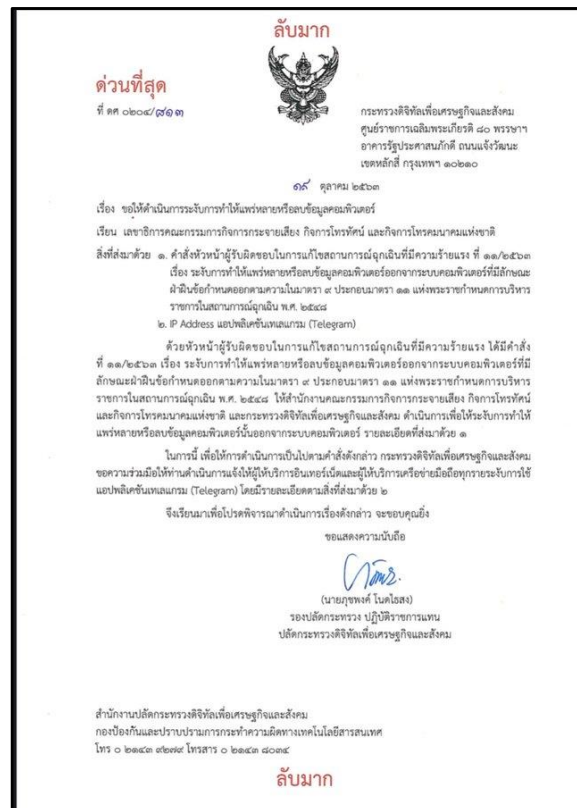 ลับมาก
ด่วนที่สุด
ที่ ดศ ๐๒๐๔/๘๑๓
กระทรวงดิจิทัลเพื่อเศรษฐกิจและสังคม
ศูนย์ราชการเฉลิมพระเกียรติ ๘๐ พรรษาฯ
อาคารรัฐประศาสนภักดี ถนนแจ้งวัฒนะ
เขตหลักสี่ กรุงเทพฯ ๑๐๒๑๐
๑๙ ตุลาคม ๒๕๖๓
เรื่อง ขอให้ดำเนินการระงับการทำให้แพร่หลายหรือลบข้อมูลคอมพิวเตอร์
เรียน เลขาธิการคณะกรรมการกิจการกระจายเสียง กิจการโทรทัศน์ และกิจการโทรคมนาคมแห่งชาติ
สิ่งที่ส่งมาด้วย ๑. คำสั่งหัวหน้าผู้รับผิดชอบในการแก้ไขสถานการณ์ฉุกเฉินที่มีความร้ายแรง ที่ ๑๑/๒๕๖๓
เรื่อง ระงับการทำให้แพร่หลายหรือลบข้อมูลคอมพิวเตอร์ออกจากระบบคอมพิวเตอร์ที่มีลักษณะ
ฝ่าฝืนข้อกำหนดออกตามความในมาตรา ๙ ประกอบมาตรา ๑๑ แห่งพระราชกำหนดการบริหาร
ราชการในสถานการณ์ฉุกเฉิน พ.ศ. ๒๕๔๘
๒. IP Address แอปพลิเคชันเทเลแกรม (Telegram)
ด้วยหัวหน้าผู้รับผิดชอบในการแก้ไขสถานการณ์ฉุกเฉินที่มีความร้ายแรง ได้มีคำสั่ง
ที่ ๑๑/๒๕๖๓ เรื่อง ระงับการทำให้แพร่หลายหรือลบข้อมูลคอมพิวเตอร์ออกจากระบบคอมพิวเตอร์ที่มี
ลักษณะฝ่าฝืนข้อกำหนดออกตามความในมาตรา ๙ ประกอบมาตรา ๑๑ แห่งพระราชกำหนดการบริหาร
ราชการในสถานการณ์ฉุกเฉิน พ.ศ. ๒๕๔๘ ให้สำนักงานคณะกรรมการกิจการกระจายเสียง กิจการโทรทัศน์
และกิจการโทรคมนาคมแห่งชาติ และกระทรวงดิจิทัลเพื่อเศรษฐกิจและสังคม ดำเนินการเพื่อให้ระงับการทำให้
แพร่หลายหรือลบข้อมูลคอมพิวเตอร์นั้นออกจากระบบคอมพิวเตอร์ รายละเอียดที่ส่งมาด้วย ๑
ในการนี้ เพื่อให้การดำเนินการเป็นไปตามคำสั่งดังกล่าว กระทรวงดิจิทัลเพื่อเศรษฐกิจและสังคม
ขอความร่วมมือให้ท่านดำเนินการแจ้งให้ผู้ให้บริการอินเทอร์เน็ตและผู้ให้บริการเครือข่ายมือถือทุกรายระงับการใช้
แอปพลิเคชันเทเลแกรม (Telegram) โดยมีรายละเอียดตามสิ่งที่ส่งมาด้วย ๒
จึงเรียนมาเพื่อโปรดพิจารณาดำเนินการเรื่องดังกล่าว จะขอบคุณยิ่ง
ขอแสดงความนับถือ
(นายภุชพงค์ โนดไธสง)
รองปลัดกระทรวง ปฏิบัติราชการแทน
ปลัดกระทรวงดิจิทัลเพื่อเศรษฐกิจและสังคม
สำนักงานปลัดกระทรวงดิจิทัลเพื่อเศรษฐกิจและสังคม
กองป้องกันและปราบปรามการกระทำความผิดทางเทคโนโลยีสารสนเทศ
โทร ๐ ๒๑๔๓ ๙๒๗๙ โทรสาร ๐ ๒๑๔๓ ๘๐๓๔
ลับมาก